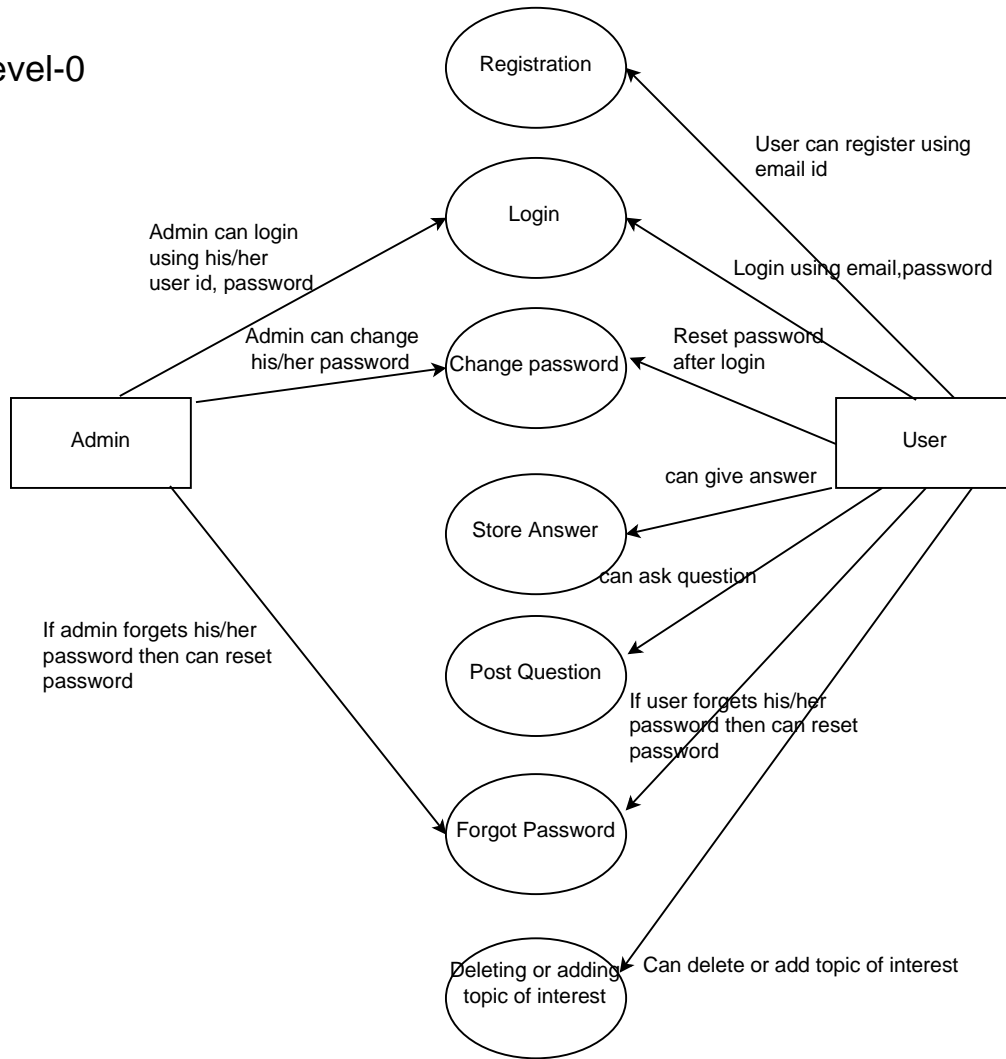 evel-0
Registration
User can register using
email id
Login
Admin can login
using his/her
user id, password
Login using email,password
Admin can change
his/her password
Change password
Reset password
after login
Admin
User
can give answer
Store Answer
can ask question
If admin forgets his/her
password then can reset
password
Post Question
If user forgets his/her
password then can reset
password
Forgot Password
Deleting or adding
topic of interest
Can delete or add topic of interest